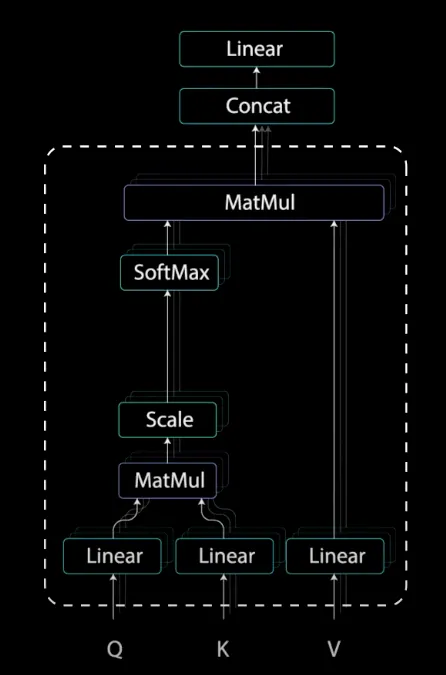 Linear
Concat
MatMul
SoftMax
Scale
MatMul
Linear Linear Linear
Q K V